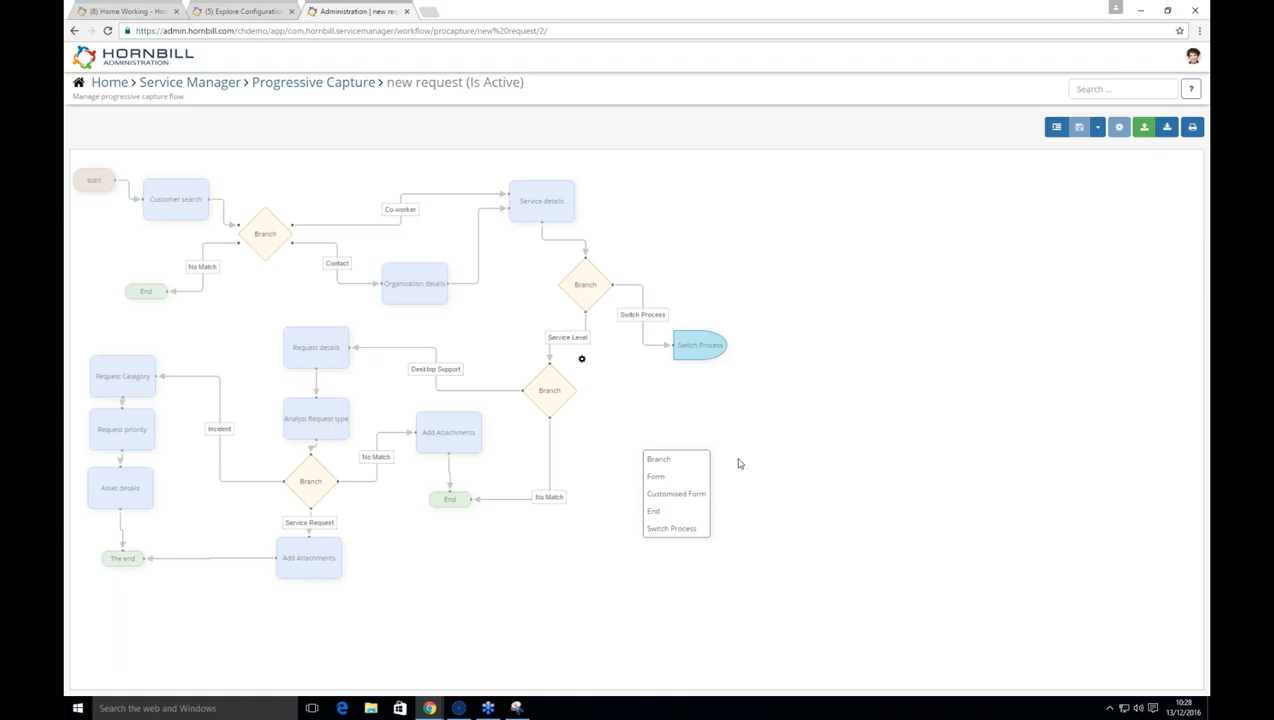 (8) Home Working - Hor
(5) Explore Configuration
Administration | new req
https://admin.hornbill.com/chdemo/app/com.hornbill.servicemanager/workflow/procapture/new%20request/2/
HORNBILL
ADMINISTRATION
Home > Service Manager > Progressive Capture > new request (Is Active)
Manage progressive capture flow
Search ...
?
start
Customer search
Co-worker
Service details
Branch
No Match
Contact
End
Organization details
Branch
Switch Process
Service Level
Switch Process
Request details
Desktop Support
Branch
Request Category
Request priority
Incident
Analyst Request type
Add Attachments
No Match
Branch
Asset details
End
No Match
Service Request
The end
Add Attachments
Branch
Form
Customised Form
End
Switch Process
Search the web and Windows
10:28
13/12/2016